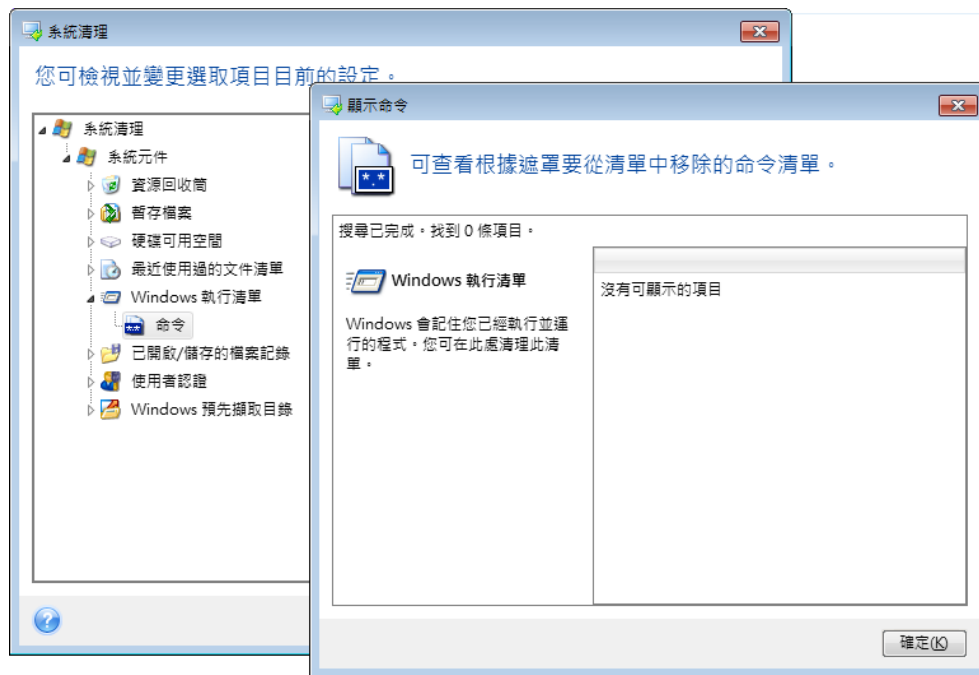 系統清理
您可檢視並變更選取項目目前的設定。
系統清理
系統元件
資源回收筒
暫存檔案
硬碟可用空間
最近使用過的文件清單
Windows 執行清單
命令
已開啟/儲存的檔案記錄
使用者認證
Windows 預先擷取目錄
顯示命令
可查看根據遮罩要從清單中移除的命令清單。
搜尋已完成。找到 0 條項目。
Windows 執行清單
Windows 會記住您已經執行並運
行的程式。您可在此處清理此清
單。
沒有可顯示的項目
確定(K)